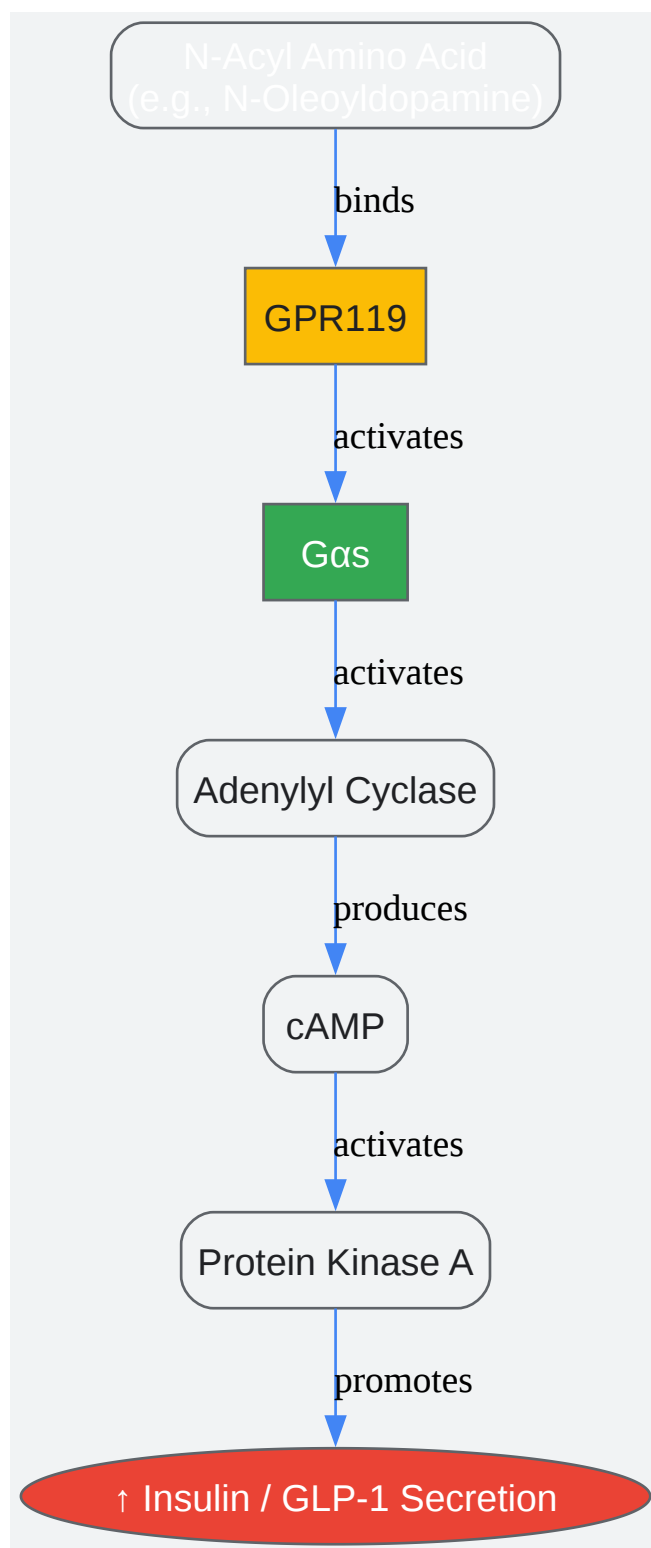 N-Acyl Amino Acid
(e.g., N-Oleoyldopamine)
binds
GPR119
activates
Gαs
activates
Adenylyl Cyclase
produces
cAMP
activates
Protein Kinase A
promotes
↑ Insulin / GLP-1 Secretion